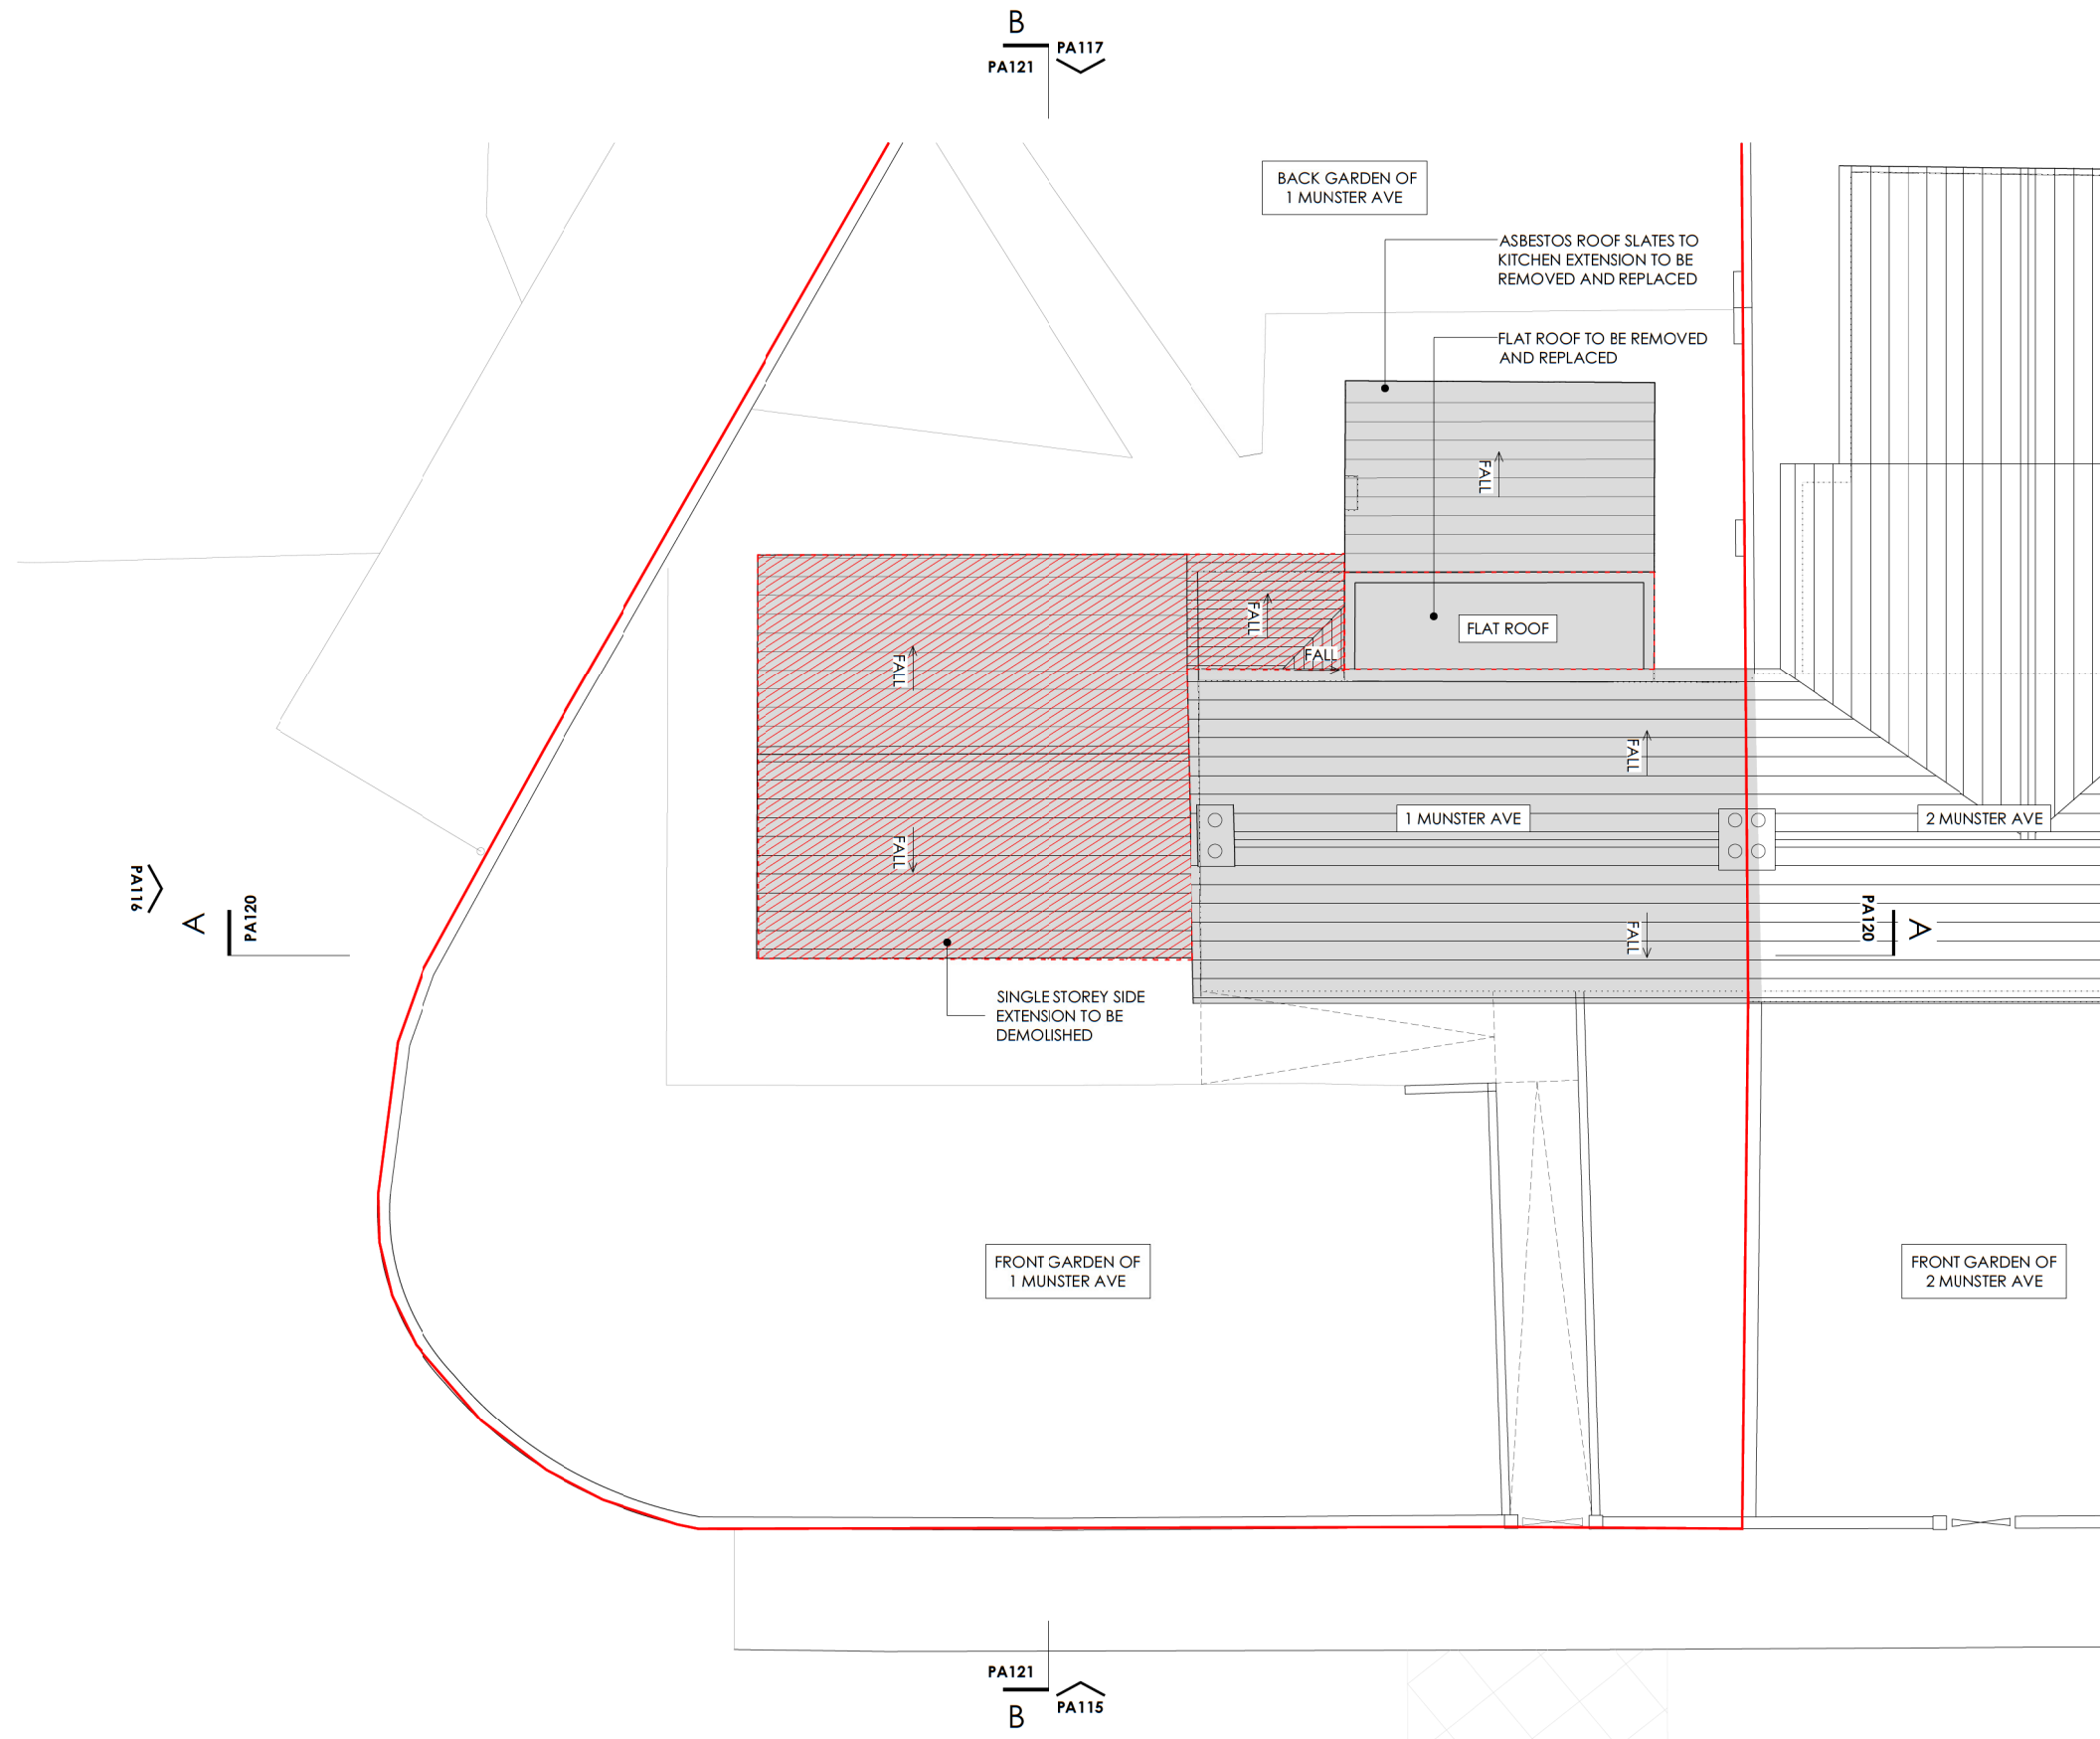 B
PA117
PA121
BACK GARDEN OF
1 MUNSTER AVE
ASBESTOS ROOF SLATES TO
KITCHEN EXTENSION TO BE
REMOVED AND REPLACED
FLAT ROOF TO BE REMOVED
AND REPLACED
FALL
FALL
FLAT ROOF
FALL
FALL
FALL
1 MUNSTER AVE
2 MUNSTER AVE
FALL
PA116
A
PA120
FALL
PA120
A
SINGLE STOREY SIDE
EXTENSION TO BE
DEMOLISHED
FRONT GARDEN OF
1 MUNSTER AVE
FRONT GARDEN OF
2 MUNSTER AVE
PA121
B
PA115